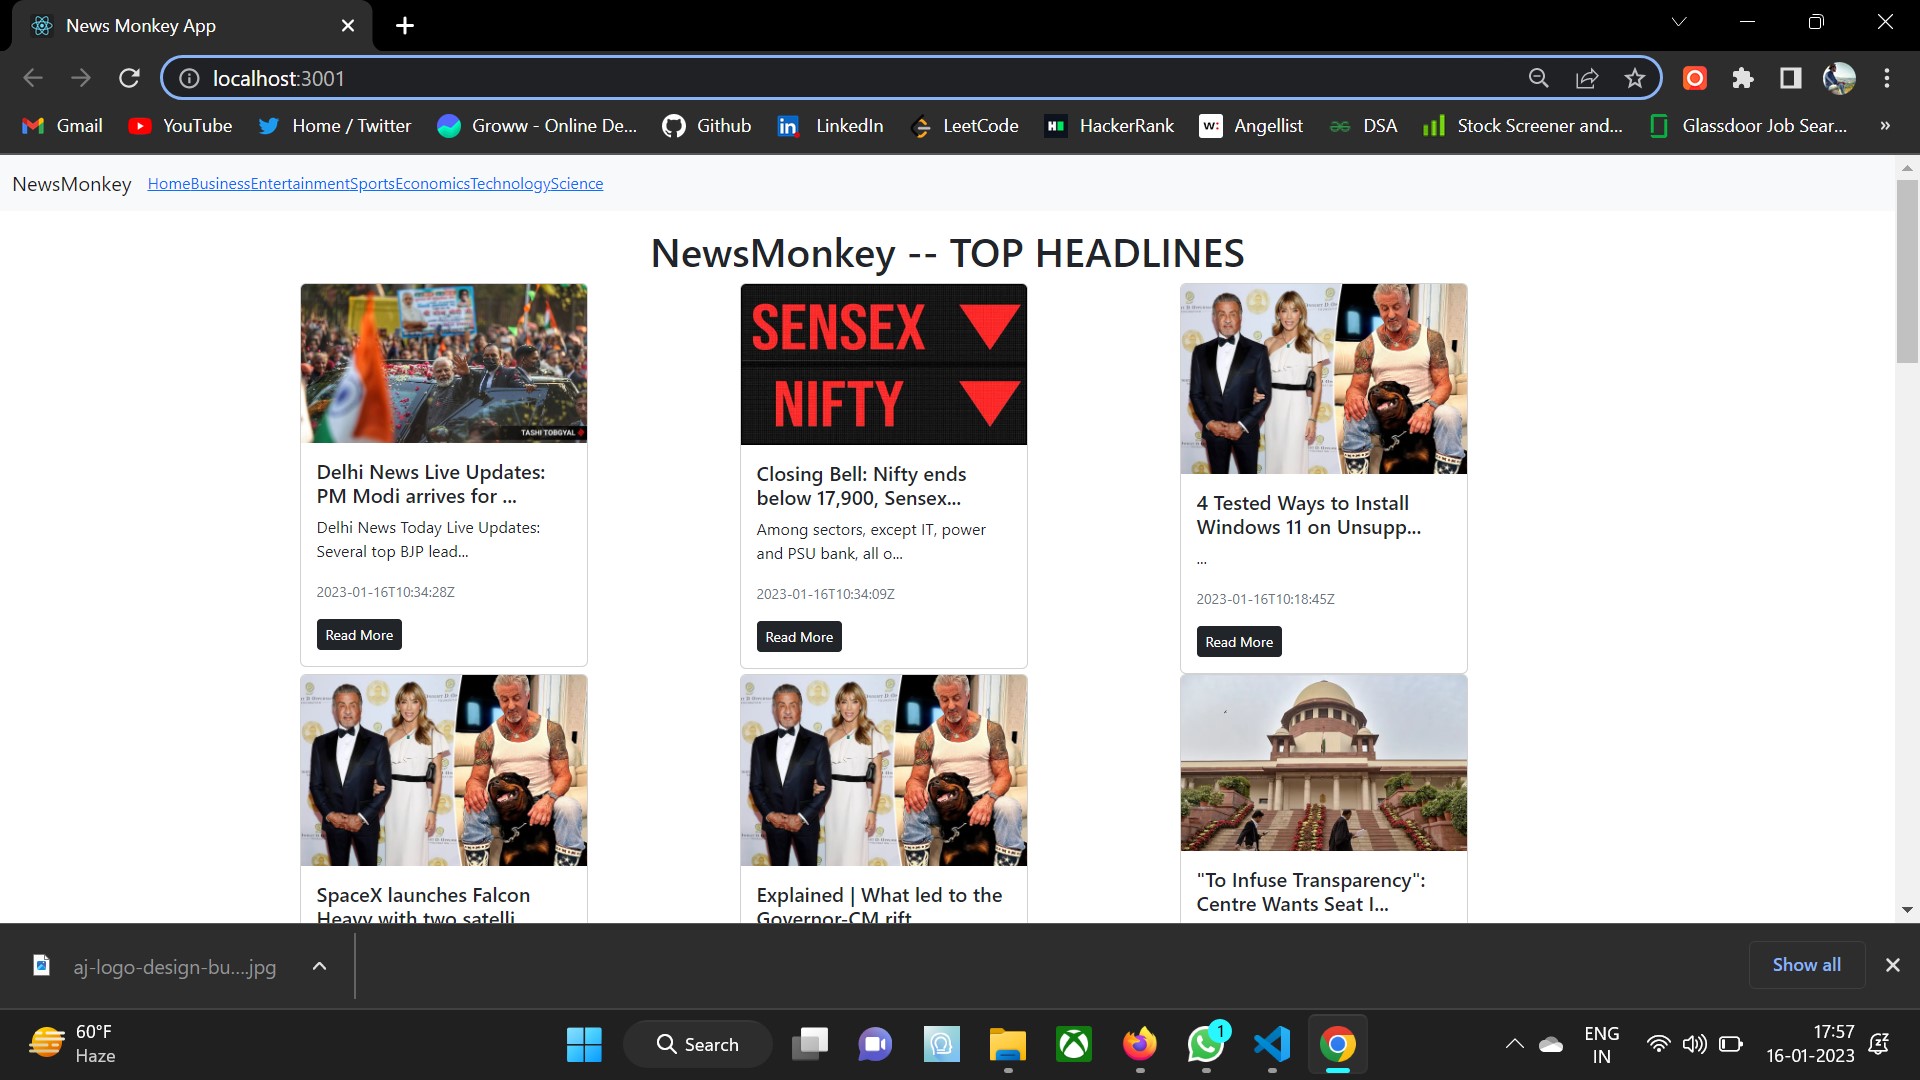 News Monkey App
localhost:3001
Gmail YouTube Home / Twitter Groww - Online De... Github LinkedIn LeetCode HackerRank Angellist DSA Stock Screener and... Glassdoor Job Sear... »
NewsMonkey HomeBusinessEntertainmentSportsEconomicsTechnologyScience
NewsMonkey -- TOP HEADLINES
TASHI TOBGYAL
Delhi News Live Updates:
PM Modi arrives for ...
Delhi News Today Live Updates:
Several top BJP lead...
2023-01-16T10:34:28Z
Read More
SENSEX
NIFTY
Closing Bell: Nifty ends
below 17,900, Sensex...
Among sectors, except IT, power
and PSU bank, all o...
2023-01-16T10:34:09Z
Read More
4 Tested Ways to Install
Windows 11 on Unsupp...
...
2023-01-16T10:18:45Z
Read More
SpaceX launches Falcon
Heavy with two satelli
Explained | What led to the
Governor-CM rift
"To Infuse Transparency":
Centre Wants Seat I...
aj-logo-design-bu....jpg
Show all
60°F
Haze
Search
1
ENG
IN
17:57
16-01-2023